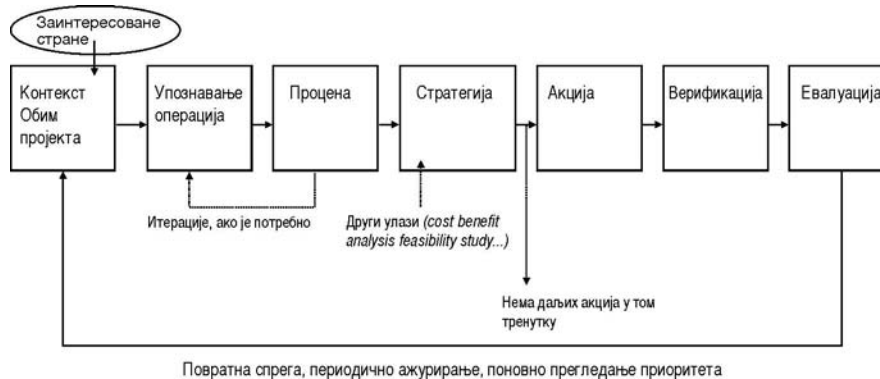 Заинтересоване
стране
Контекст
Обим
пројекта
Упознавање
операција
Процена
Стратегија
Акција
Верификација
Евалуација
Итерације, ако је потребно
Други улази (cost benefit
analysis feasibility study...)
Нема даљих акција у том
тренутку
Повратна спрега, периодично ажурирање, поновно прегледање приоритета